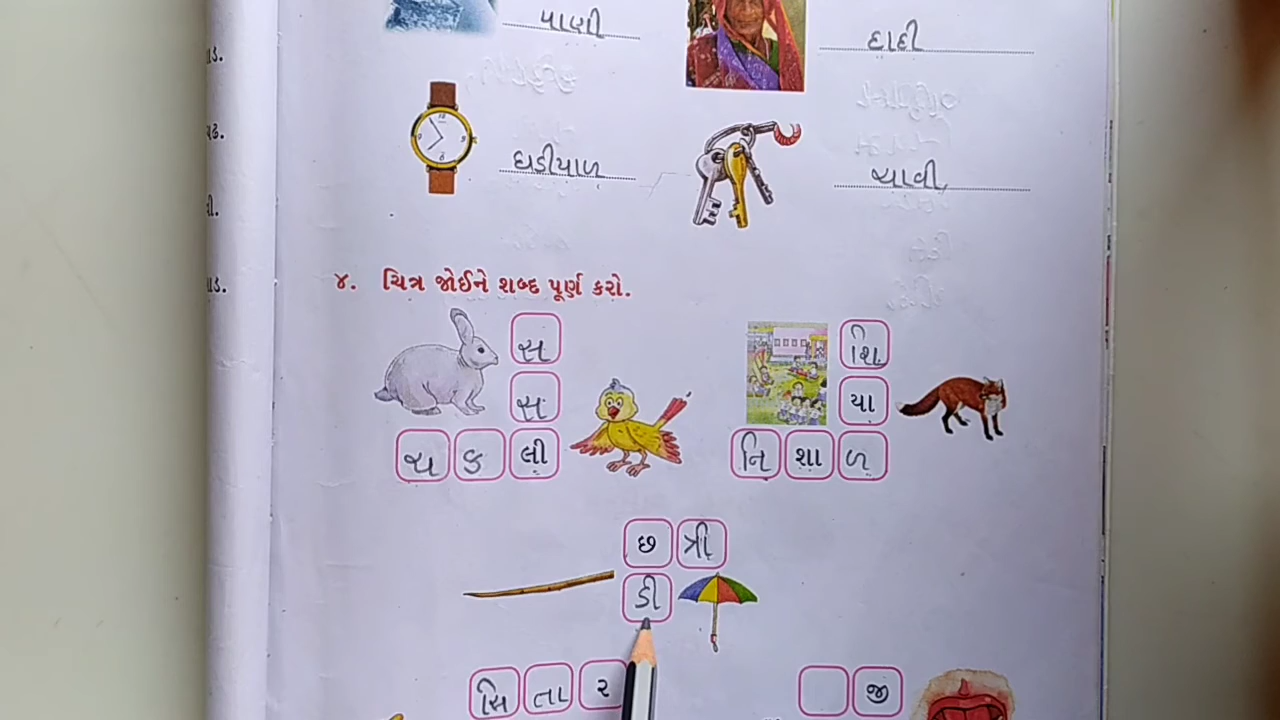 પાણી
દાદી
ઘડીયાળ
ચાવી
૪. ચિત્ર જોઈને શબ્દ પૂર્ણ કરો.
સ
શિ
સ
યા
ચ ક લી
નિ શા ળ
છ ત્રી
ડી
સિ તા ર
જી